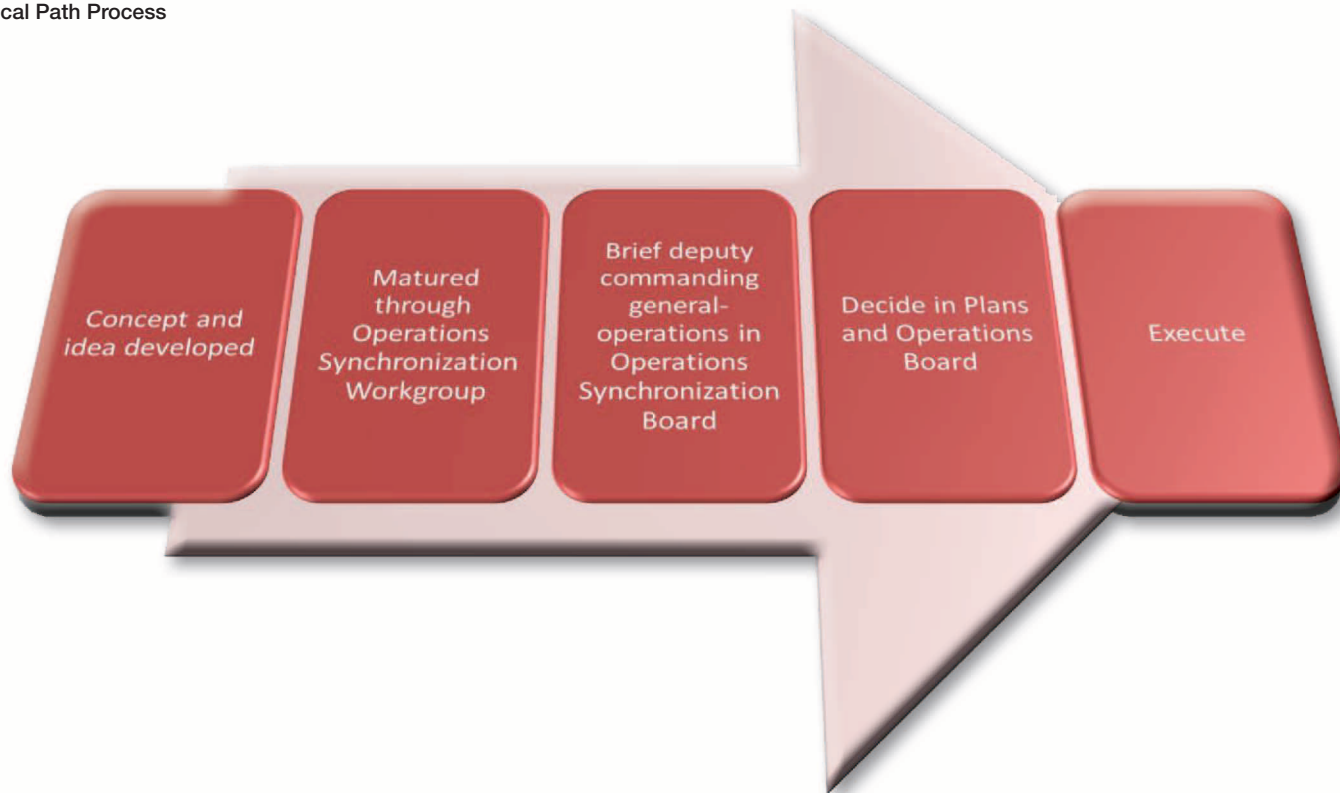 cal Path Process
Concept and
idea developed
Matured
through
Operations
Synchronization
Workgroup
Brief deputy
commanding
general-
operations in
Operations
Synchronization
Board
Decide in Plans
and Operations
Board
Execute